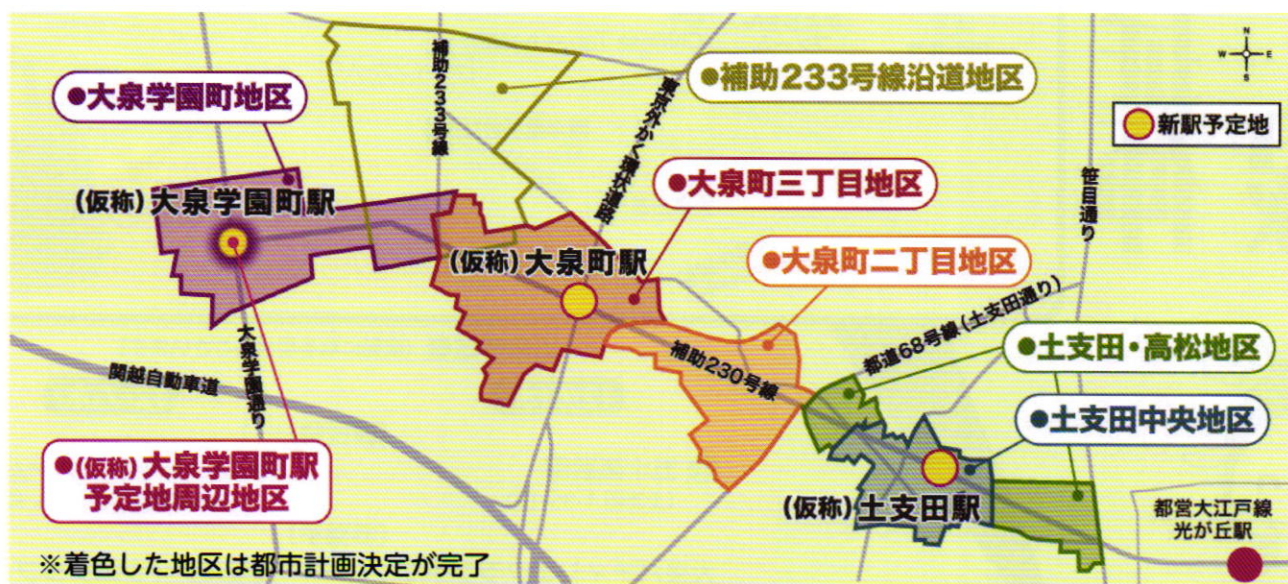 N
W E
S
新駅予定地
●大泉学園町地区
補助233号線
●補助233号線沿道地区
東京外かく環状道路
笹目通り
●大泉町三丁目地区
(仮称)大泉学園町駅
(仮称)大泉町駅
●大泉町二丁目地区
都道68号線(土支田通り)
●土支田・高松地区
大泉学園通り
関越自動車道
補助230号線
●土支田中央地区
●(仮称)大泉学園町駅
予定地周辺地区
(仮称)土支田駅
都営大江戸線
光が丘駅
※着色した地区は都市計画決定が完了